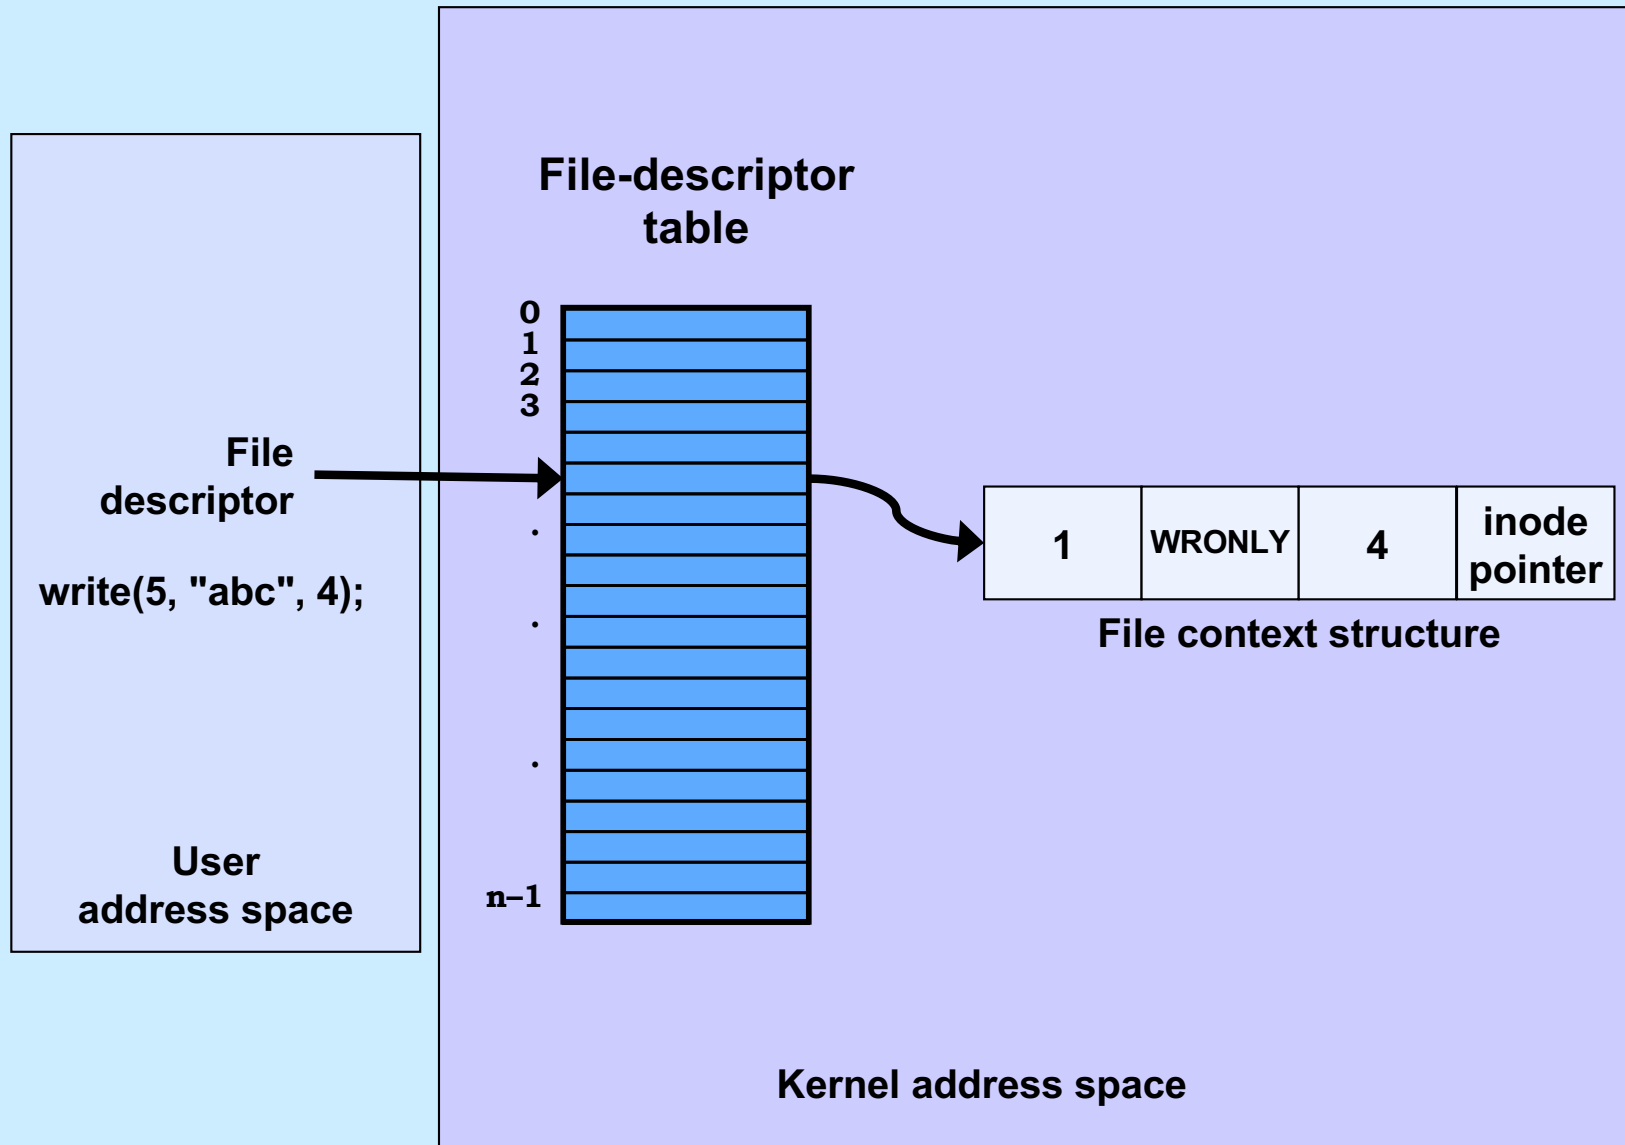 File-descriptor
table
0
1
2
3
.
.
.
n–1
File
descriptor
write(5, "abc", 4);
User
address space
1
WRONLY
4
inode
pointer
File context structure
Kernel address space